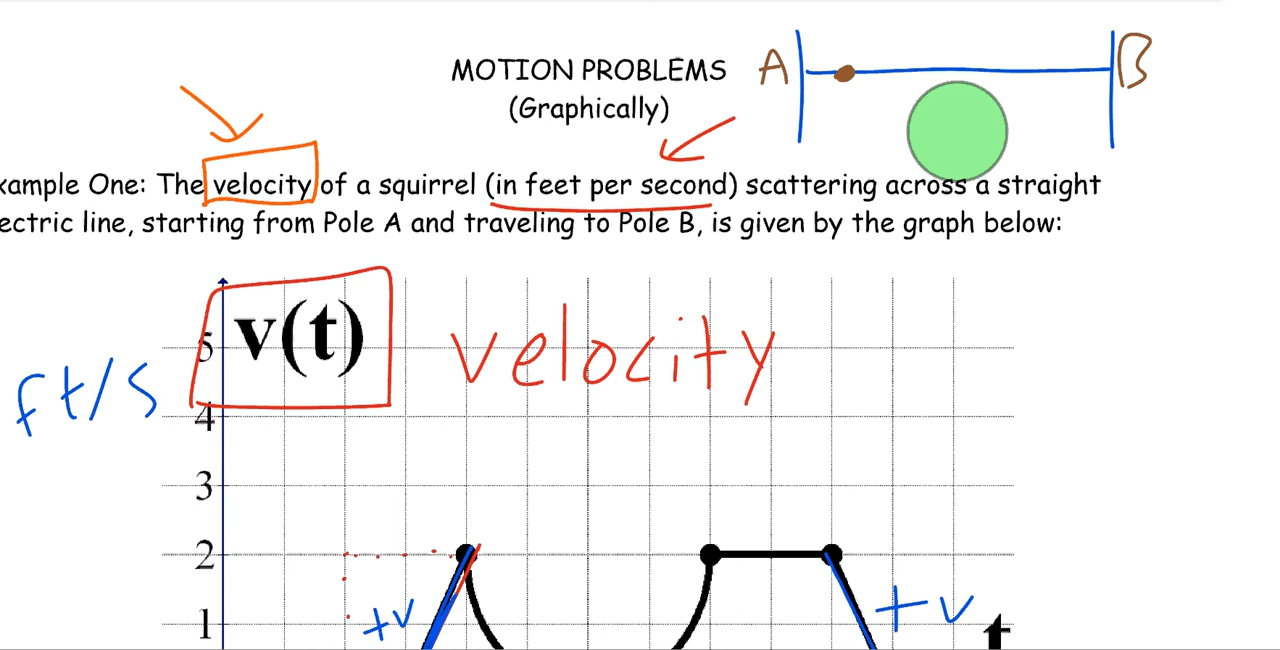 MOTION PROBLEMS
(Graphically)
A
B
xample One: The velocity of a squirrel (in feet per second) scattering across a straight
ectric line, starting from Pole A and traveling to Pole B, is given by the graph below:
v(t)
velocity
5
ft/s
4
3
2
1
+v
+v
t